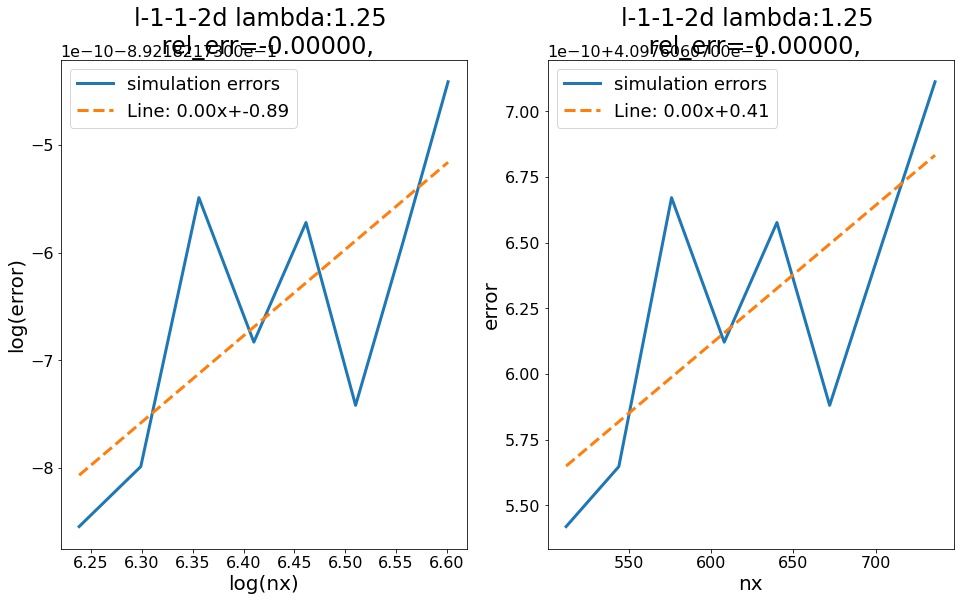 l-1-1-2d lambda:1.25
rel_err=-0.00000,
1e−10−8.9218217300e−1
simulation errors
Line: 0.00x+-0.89
−5
−6
−7
−8
log(error)
6.25 6.30 6.35 6.40 6.45 6.50 6.55 6.60
log(nx)
l-1-1-2d lambda:1.25
rel_err=-0.00000,
1e−10+4.0976060700e−1
simulation errors
Line: 0.00x+0.41
7.00
6.75
6.50
6.25
6.00
5.75
5.50
error
550 600 650 700
nx